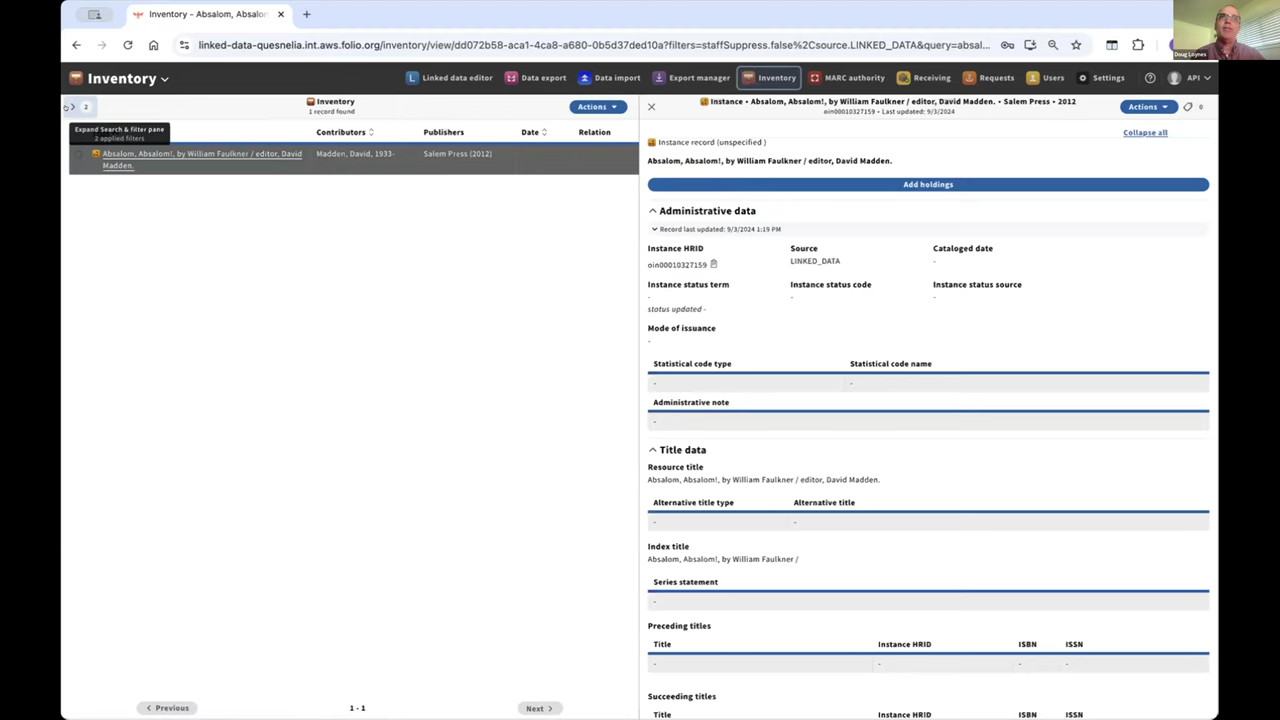 Inventory - Absalom, Absalo
linked-data-quesnelia.int.aws.folio.org/inventory/view/dd072b58-aca1-4ca8-a680-0b5d37ded10a?filters=staffSuppress.false%2Csource.LINKED_DATA&query=absal...
Doug Loynes
Inventory
Linked data editor
Data export
Data import
Export manager
Inventory
MARC authority
Receiving
Requests
Users
Settings
API
2
Inventory
1 record found
Actions
Expand Search & filter pane
2 applied filters
Contributors
Publishers
Date
Relation
Absalom, Absalom!, by William Faulkner / editor, David
Madden.
Madden, David, 1933-
Salem Press (2012)
Previous
1 - 1
Next
Instance • Absalom, Absalom!, by William Faulkner / editor, David Madden. • Salem Press • 2012
oin00010327159 • Last updated: 9/3/2024
Actions
0
Collapse all
Instance record (unspecified )
Absalom, Absalom!, by William Faulkner / editor, David Madden.
Add holdings
Administrative data
Record last updated: 9/3/2024 1:19 PM
Instance HRID
Source
Cataloged date
oin00010327159
LINKED_DATA
-
Instance status term
Instance status code
Instance status source
-
-
-
status updated -
Mode of issuance
-
Statistical code type
Statistical code name
-
-
Administrative note
-
Title data
Resource title
Absalom, Absalom!, by William Faulkner / editor, David Madden.
Alternative title type
Alternative title
-
-
Index title
Absalom, Absalom!, by William Faulkner /
Series statement
-
Preceding titles
Title
Instance HRID
ISBN
ISSN
-
-
-
-
Succeeding titles
Title
Instance HRID
ISBN
ISSN